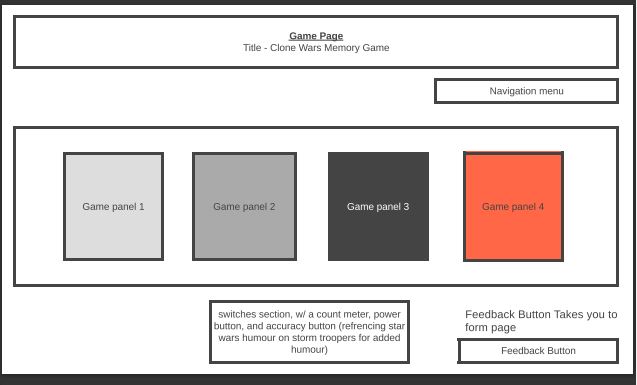 Game Page
Title - Clone Wars Memory Game
Navigation menu
Game panel 1
Game panel 2
Game panel 3
Game panel 4
switches section, w/ a count meter, power
button, and accuracy button (refrencing star
wars humour on storm troopers for added
humour)
Feedback Button Takes you to
form page
Feedback Button